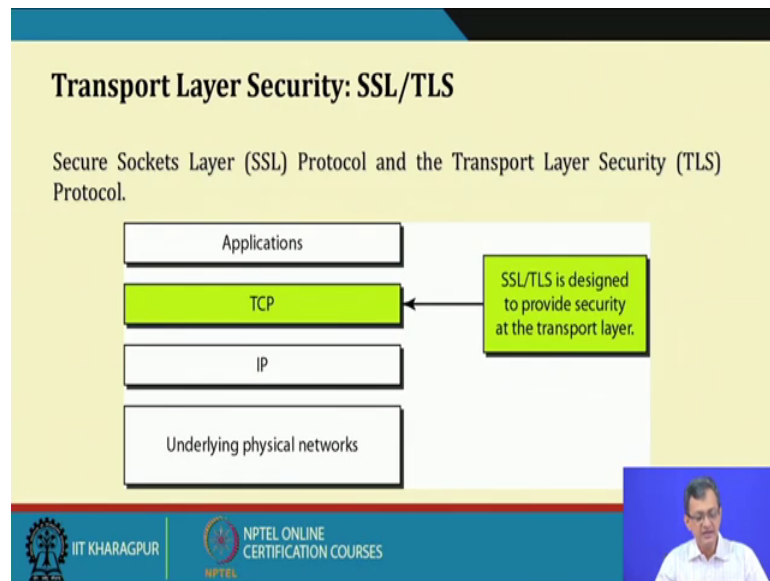 Transport Layer Security: SSL/TLS
Secure Sockets Layer (SSL) Protocol and the Transport Layer Security (TLS)
Protocol.
Applications
TCP
SSL/TLS is designed
to provide security
at the transport layer.
IP
Underlying physical networks
IIT KHARAGPUR
NPTEL
NPTEL ONLINE
CERTIFICATION COURSES